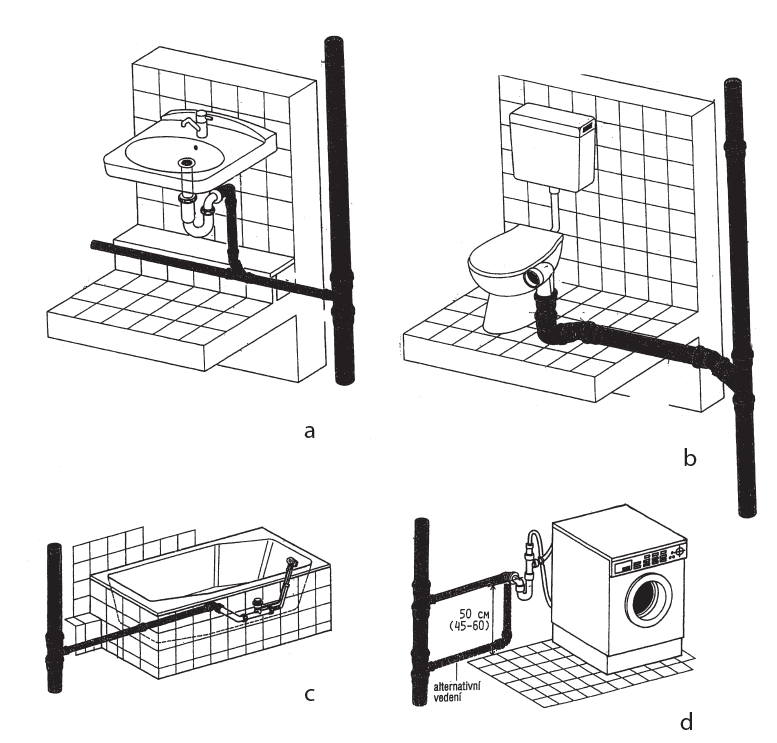 a
b
50 CM
(45-60)
alternativní
vedení
c
d